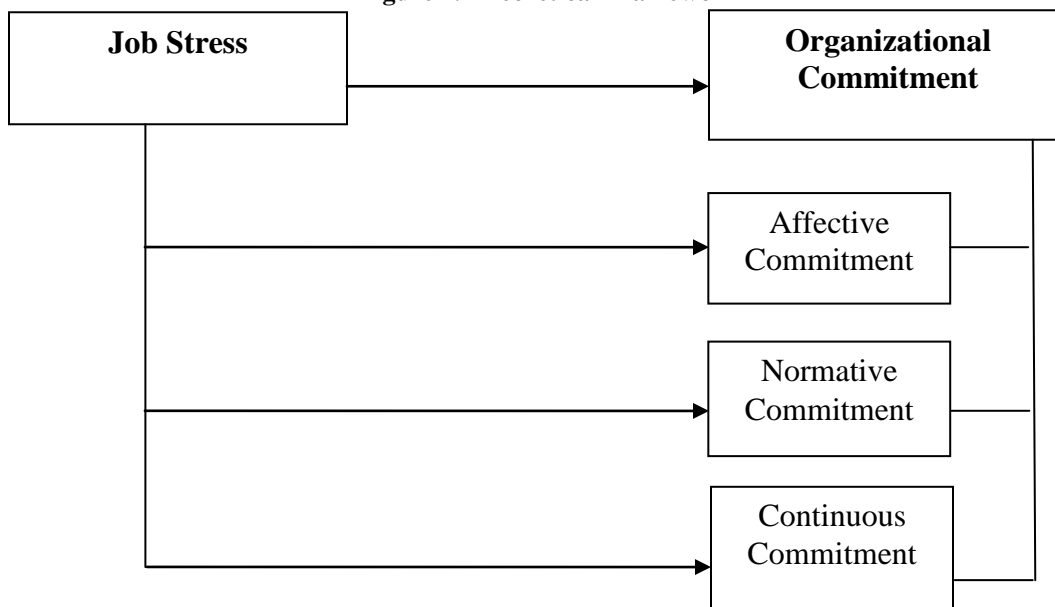 Job Stress
Organizational
Commitment
Affective
Commitment
Normative
Commitment
Continuous
Commitment